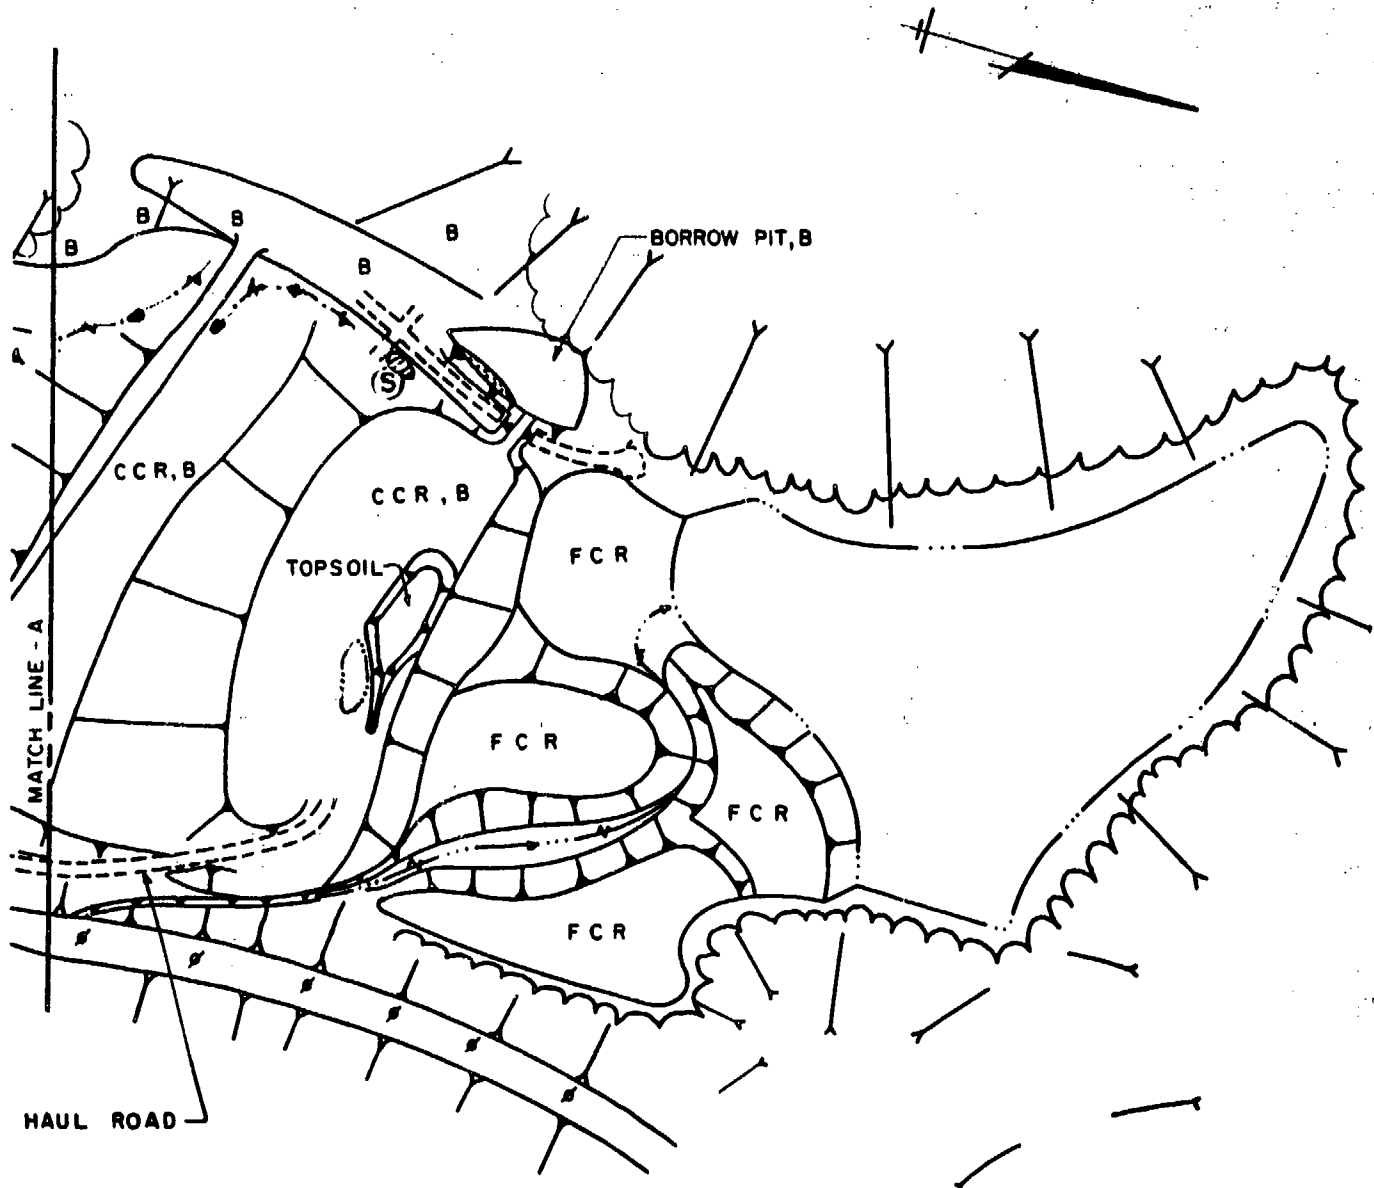 B
B
B
B
B
BORROW PIT, B
(S)
CCR, B
CCR, B
FCR
TOPSOIL
MATCH LINE - A
FCR
FCR
FCR
HAUL ROAD